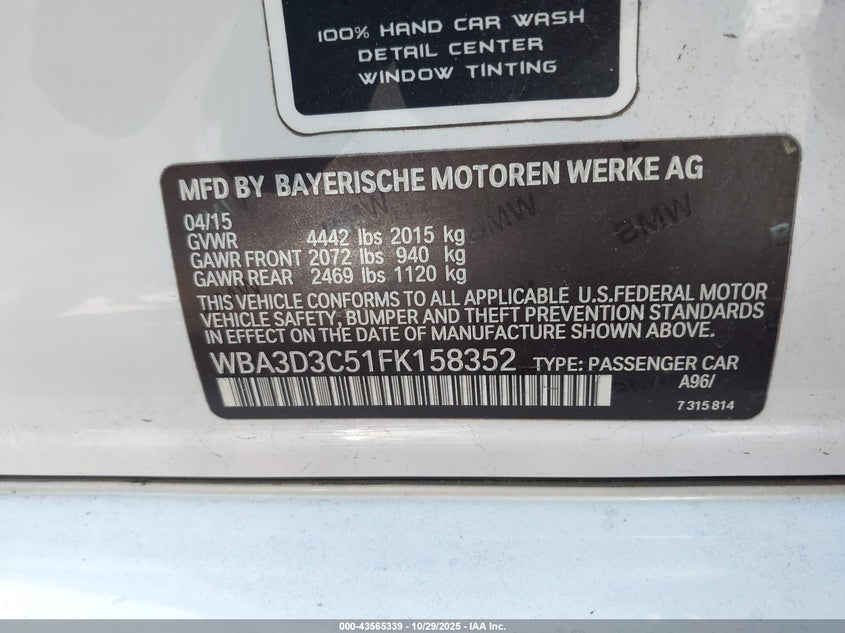 100% HAND CAR WASH
DETAIL CENTER
WINDOW TINTING
MFD BY BAYERISCHE MOTOREN WERKE AG
04/15
GVWR 4442 lbs 2015 kg
GAWR FRONT 2072 lbs 940 kg
GAWR REAR 2469 lbs 1120 kg
THIS VEHICLE CONFORMS TO ALL APPLICABLE U.S.FEDERAL MOTOR
VEHICLE SAFETY, BUMPER AND THEFT PREVENTION STANDARDS
IN EFFECT ON THE DATE OF MANUFACTURE SHOWN ABOVE.
WBA3D3C51FK158352 TYPE: PASSENGER CAR
A96/
7315814
BMW
BMW
000-43565339 - 10/29/2025 - IAA Inc.